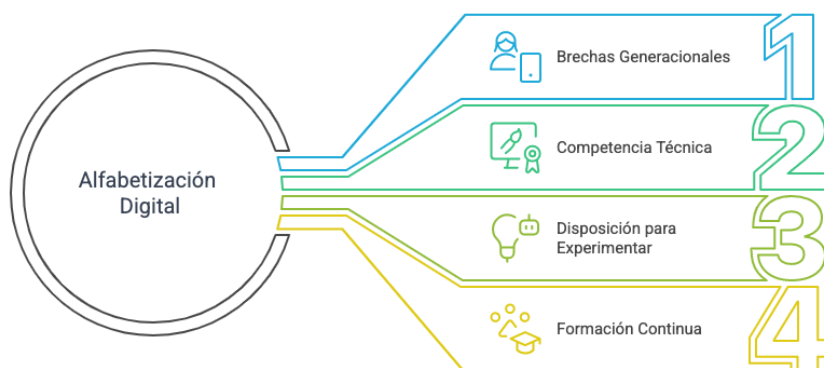 Alfabetización
Digital
Brechas Generacionales
1
Competencia Técnica
2
Disposición para
Experimentar
3
Formación Continua
4